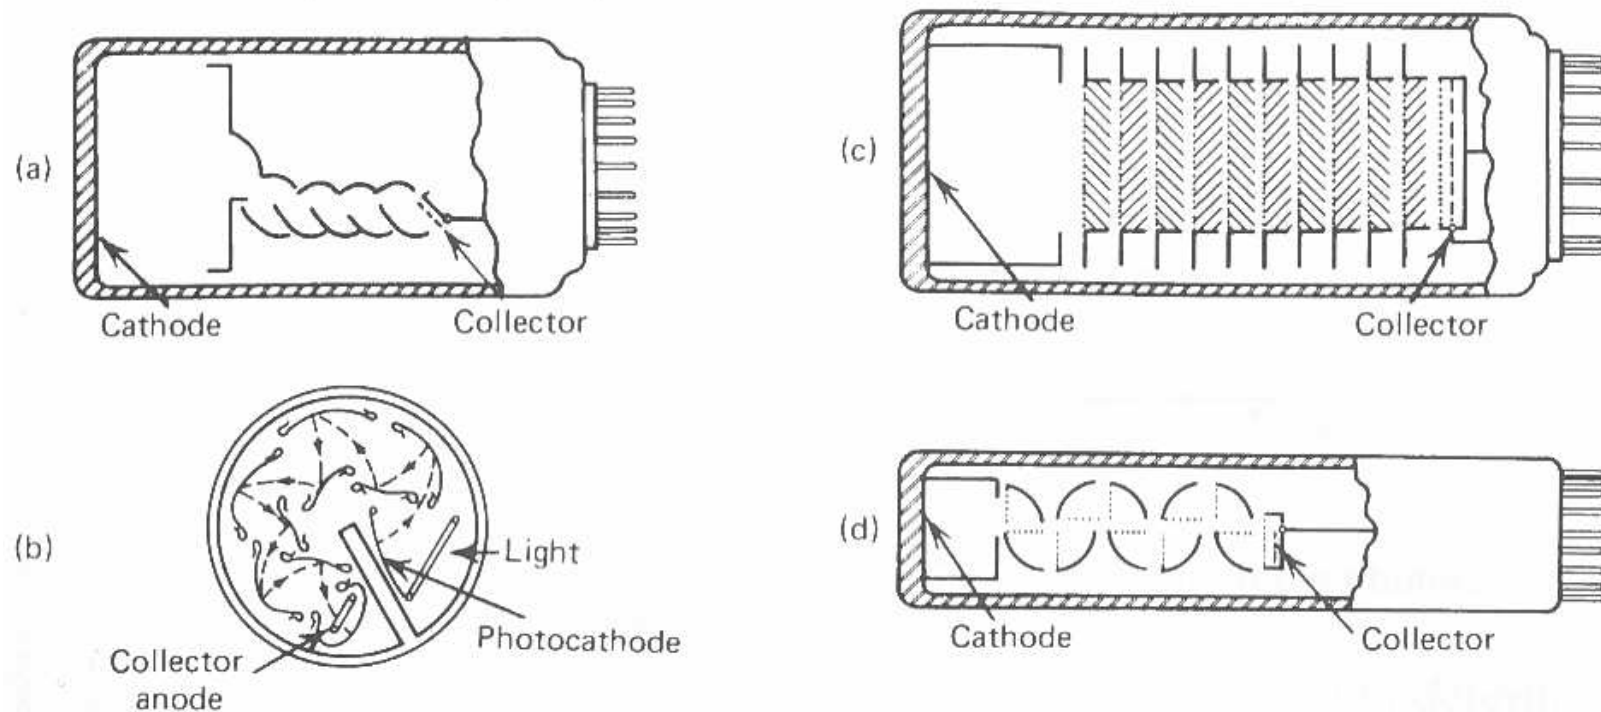 (a)
Cathode
Collector
(b)
Light
Photocathode
Collector
anode
(c)
Cathode
Collector
(d)
Cathode
Collector